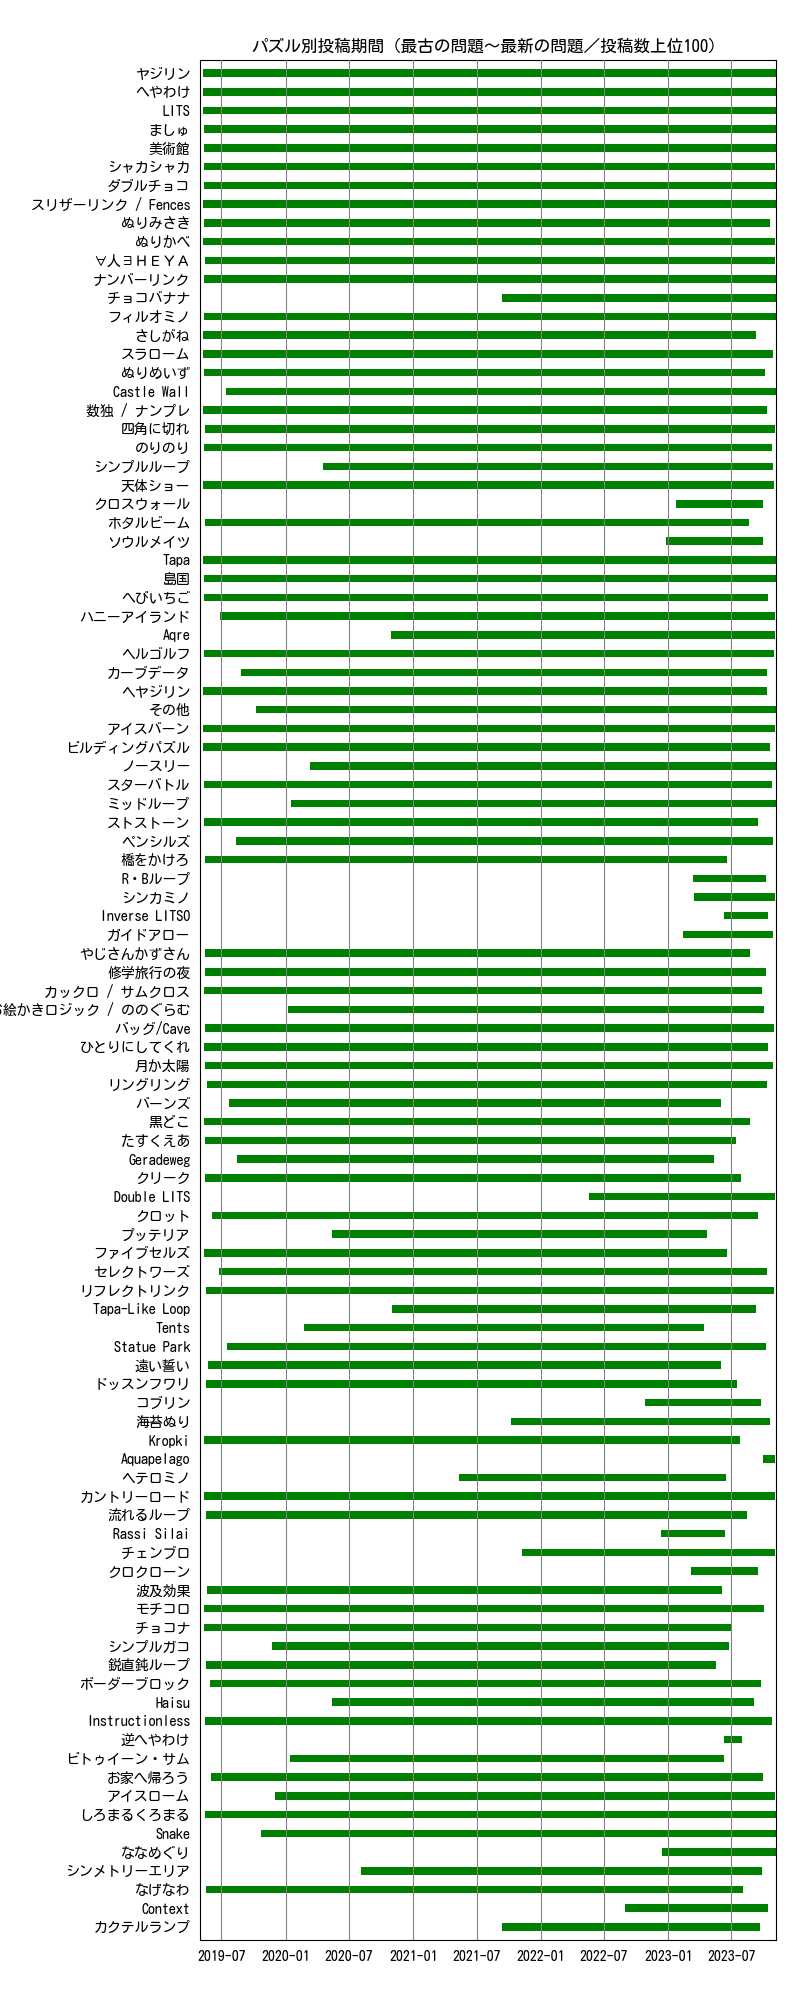 パズル別投稿期間（最古の問題～最新の問題／投稿数上位100）
ヤジリン
へやわけ
LITS
ましゅ
美術館
シャカシャカ
ダブルチョコ
スリザーリンク / Fences
ぬりみさき
ぬりかべ
∀人ヨＨＥＹＡ
ナンバーリンク
チョコバナナ
フィルオミノ
さしがね
スラローム
ぬりめいず
Castle Wall
数独 / ナンプレ
四角に切れ
のりのり
シンプルループ
天体ショー
クロスウォール
ホタルビーム
ソウルメイツ
Tapa
島国
へびいちご
ハニーアイランド
Aqre
ヘルゴルフ
カーブデータ
ヘヤジリン
その他
アイスバーン
ビルディングパズル
ノースリー
スターバトル
ミッドループ
ストストーン
ペンシルズ
橋をかけろ
R・Bループ
シンカミノ
Inverse LITSO
ガイドアロー
やじさんかずさん
修学旅行の夜
カックロ / サムクロス
絵かきロジック / ののぐらむ
バッグ/Cave
ひとりにしてくれ
月か太陽
リングリング
バーンズ
黒どこ
たすくえあ
Geradeweg
クリーク
Double LITS
クロット
プッテリア
ファイブセルズ
セレクトワーズ
リフレクトリンク
Tapa-Like Loop
Tents
Statue Park
遠い誓い
ドッスンフワリ
コブリン
海苔ぬり
Kropki
Aquapelago
ヘテロミノ
カントリーロード
流れるループ
Rassi Silai
チェンブロ
クロクローン
波及効果
モチコロ
チョコナ
シンプルガコ
鋭直鈍ループ
ボーダーブロック
Haisu
Instructionless
逆へやわけ
ビトゥイーン・サム
お家へ帰ろう
アイスローム
しろまるくろまる
Snake
ななめぐり
シンメトリーエリア
なげなわ
Context
カクテルランプ
2019-07 2020-01 2020-07 2021-01 2021-07 2022-01 2022-07 2023-01 2023-07